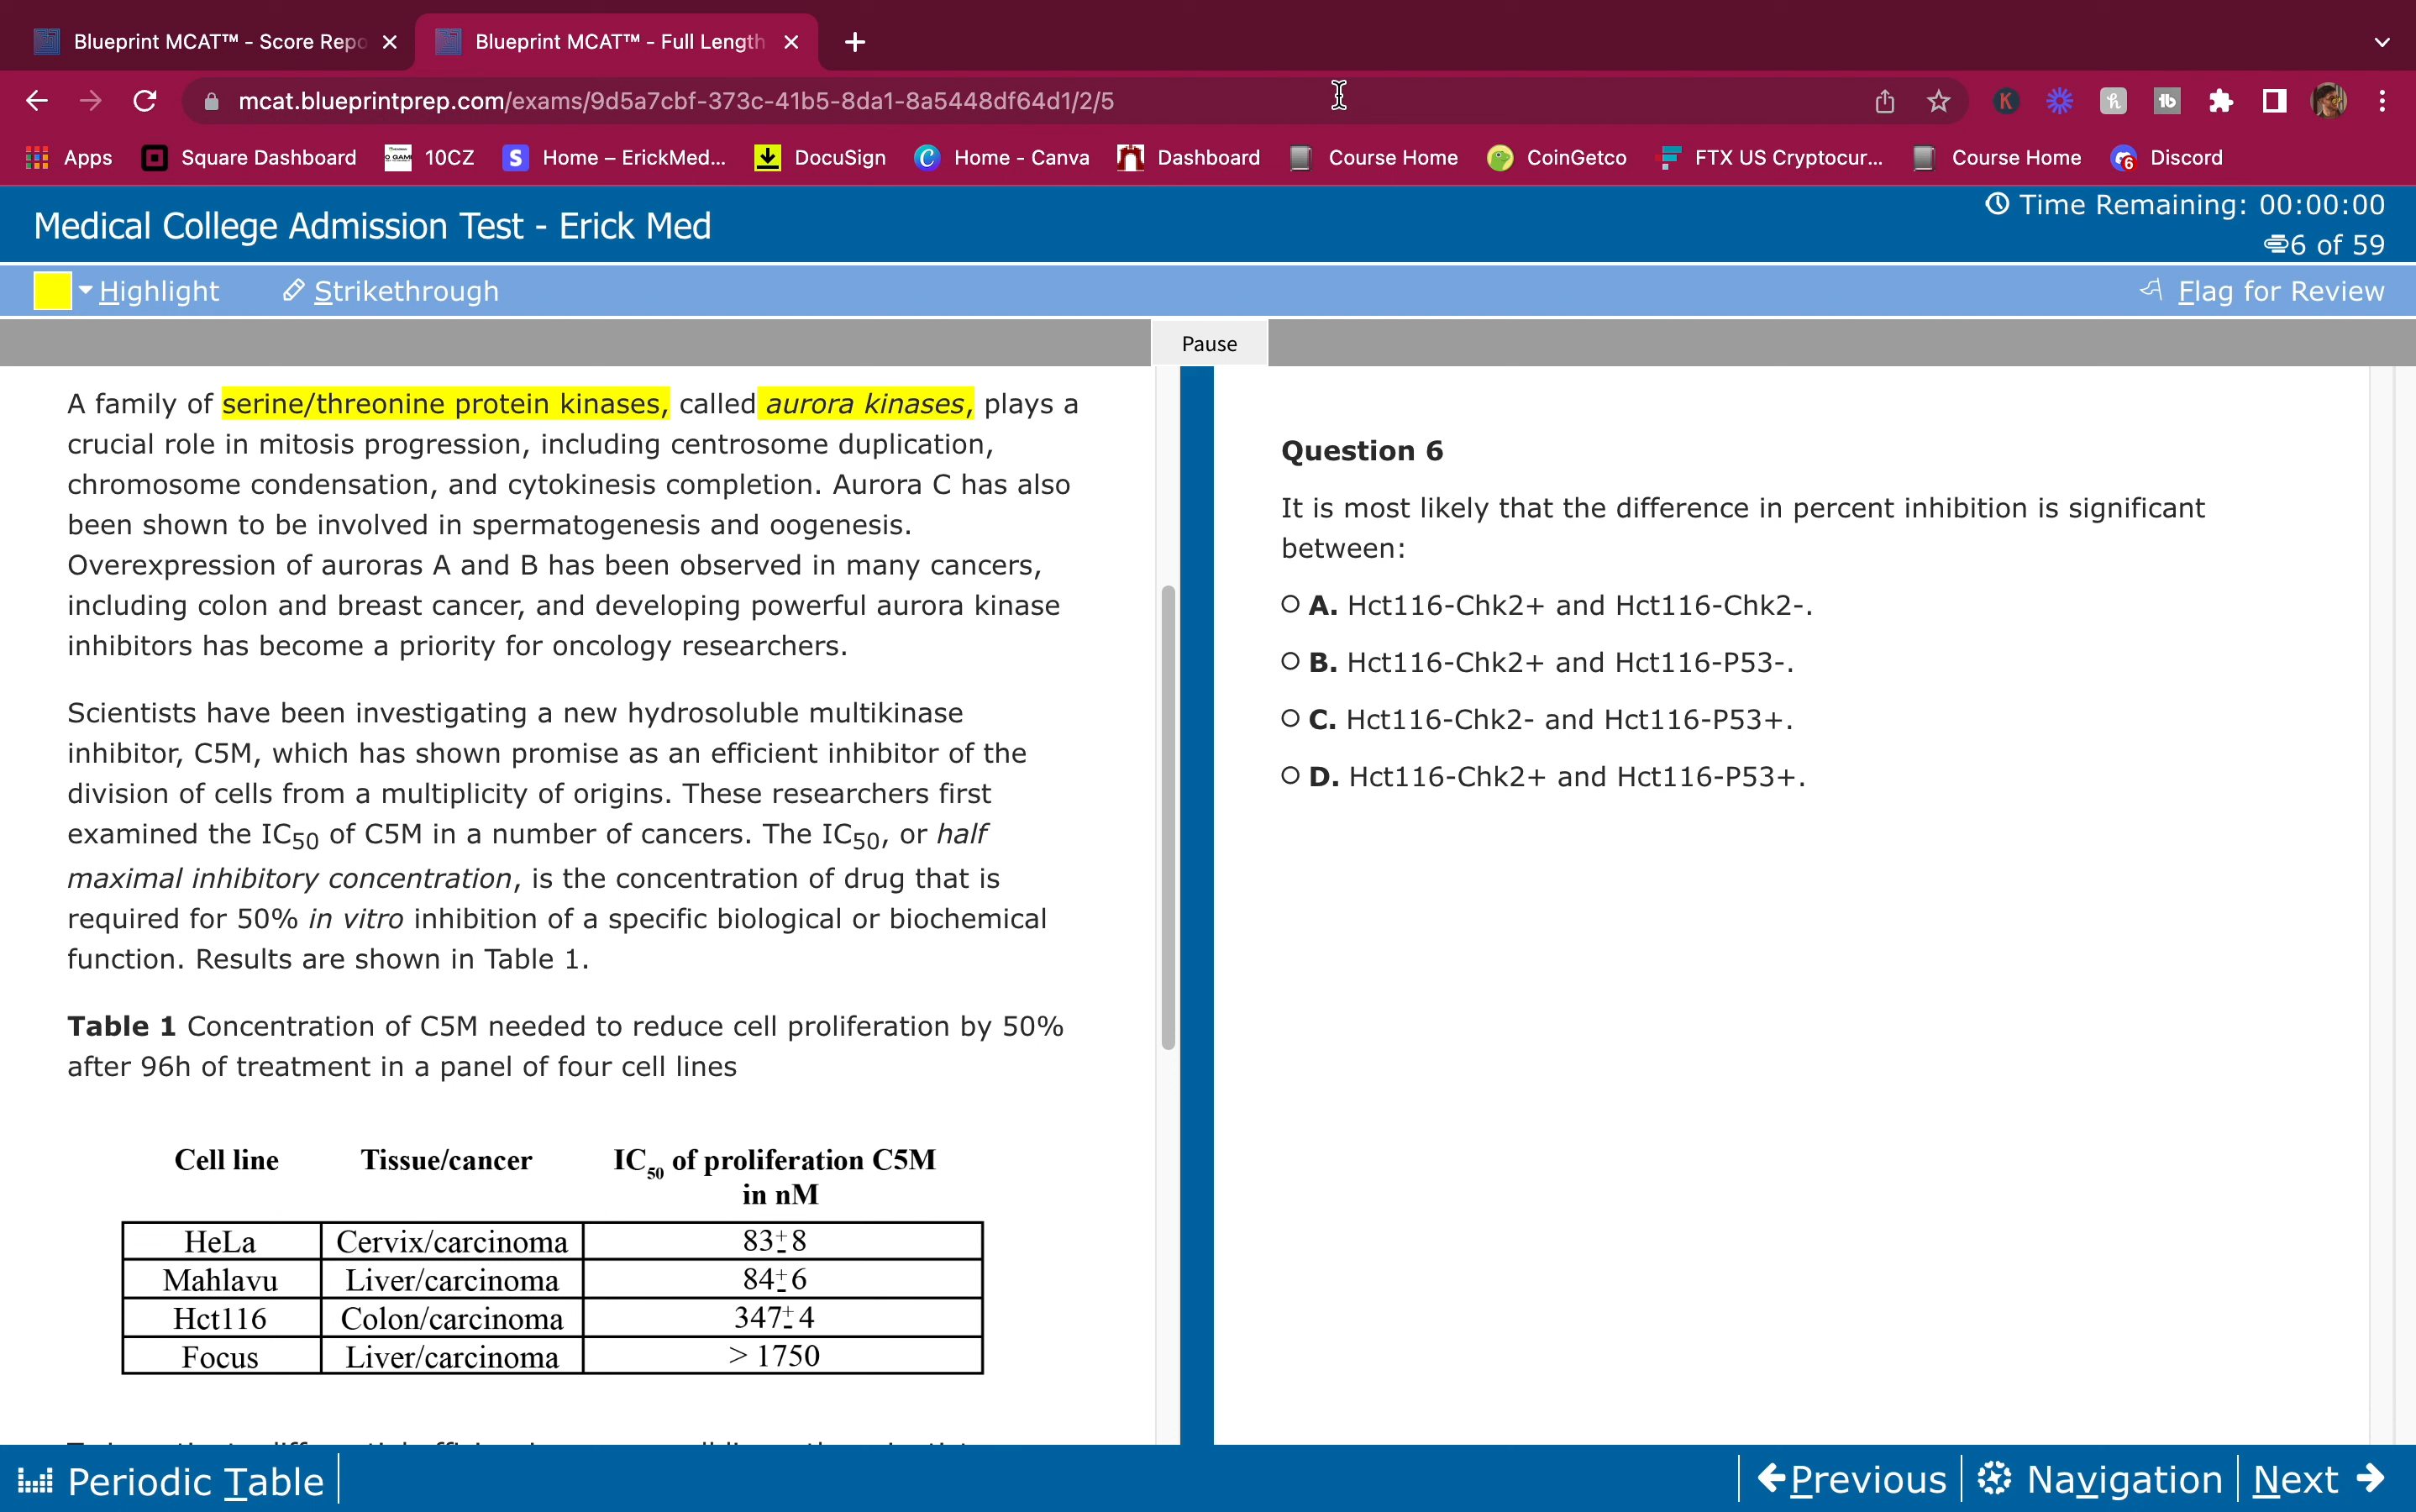 Blueprint MCAT™ - Score Repo
Blueprint MCAT™ - Full Length
mcat.blueprintprep.com/exams/9d5a7cbf-373c-41b5-8da1-8a5448df64d1/2/5
Apps
Square Dashboard
10CZ
Home – ErickMed...
DocuSign
Home - Canva
Dashboard
Course Home
CoinGetco
FTX US Cryptocur...
Course Home
Discord
Medical College Admission Test - Erick Med
Time Remaining: 00:00:00
6 of 59
Highlight
Strikethrough
Flag for Review
Pause
A family of serine/threonine protein kinases, called aurora kinases, plays a
crucial role in mitosis progression, including centrosome duplication,
chromosome condensation, and cytokinesis completion. Aurora C has also
been shown to be involved in spermatogenesis and oogenesis.
Overexpression of auroras A and B has been observed in many cancers,
including colon and breast cancer, and developing powerful aurora kinase
inhibitors has become a priority for oncology researchers.
Scientists have been investigating a new hydrosoluble multikinase
inhibitor, C5M, which has shown promise as an efficient inhibitor of the
division of cells from a multiplicity of origins. These researchers first
examined the IC50 of C5M in a number of cancers. The IC50, or half
maximal inhibitory concentration, is the concentration of drug that is
required for 50% in vitro inhibition of a specific biological or biochemical
function. Results are shown in Table 1.
Table 1 Concentration of C5M needed to reduce cell proliferation by 50%
after 96h of treatment in a panel of four cell lines
Cell line Tissue/cancer IC50 of proliferation C5M
in nM
HeLa Cervix/carcinoma 83±8
Mahlavu Liver/carcinoma 84±6
Hct116 Colon/carcinoma 347±4
Focus Liver/carcinoma > 1750
Question 6
It is most likely that the difference in percent inhibition is significant
between:
A. Hct116-Chk2+ and Hct116-Chk2-.
B. Hct116-Chk2+ and Hct116-P53-.
C. Hct116-Chk2- and Hct116-P53+.
D. Hct116-Chk2+ and Hct116-P53+.
Periodic Table
Previous
Navigation
Next